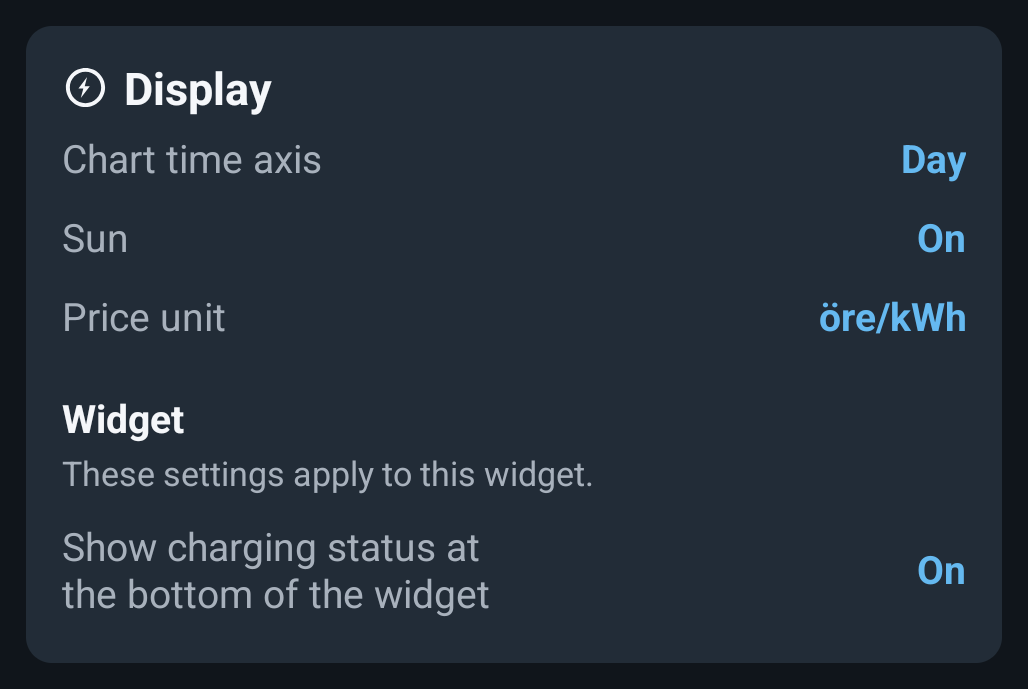 Display
Chart time axis
Day
Sun
On
Price unit
öre/kWh
Widget
These settings apply to this widget.
Show charging status at
the bottom of the widget
On